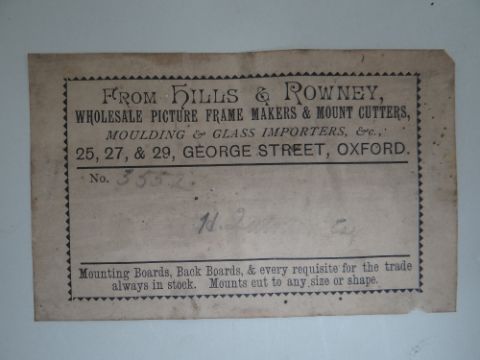 FROM HILLS & ROWNEY,
WHOLESALE PICTURE FRAME MAKERS & MOUNT CUTTERS,
MOULDING & GLASS IMPORTERS, &c.,
25, 27, & 29, GEORGE STREET, OXFORD.
No. 3552
H. Esq
Mounting Boards, Back Boards, & every requisite for the trade
always in stock. Mounts cut to any size or shape.